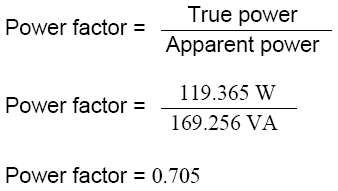 Power factor = True power / Apparent power
Power factor = 119.365 W / 169.256 VA
Power factor = 0.705